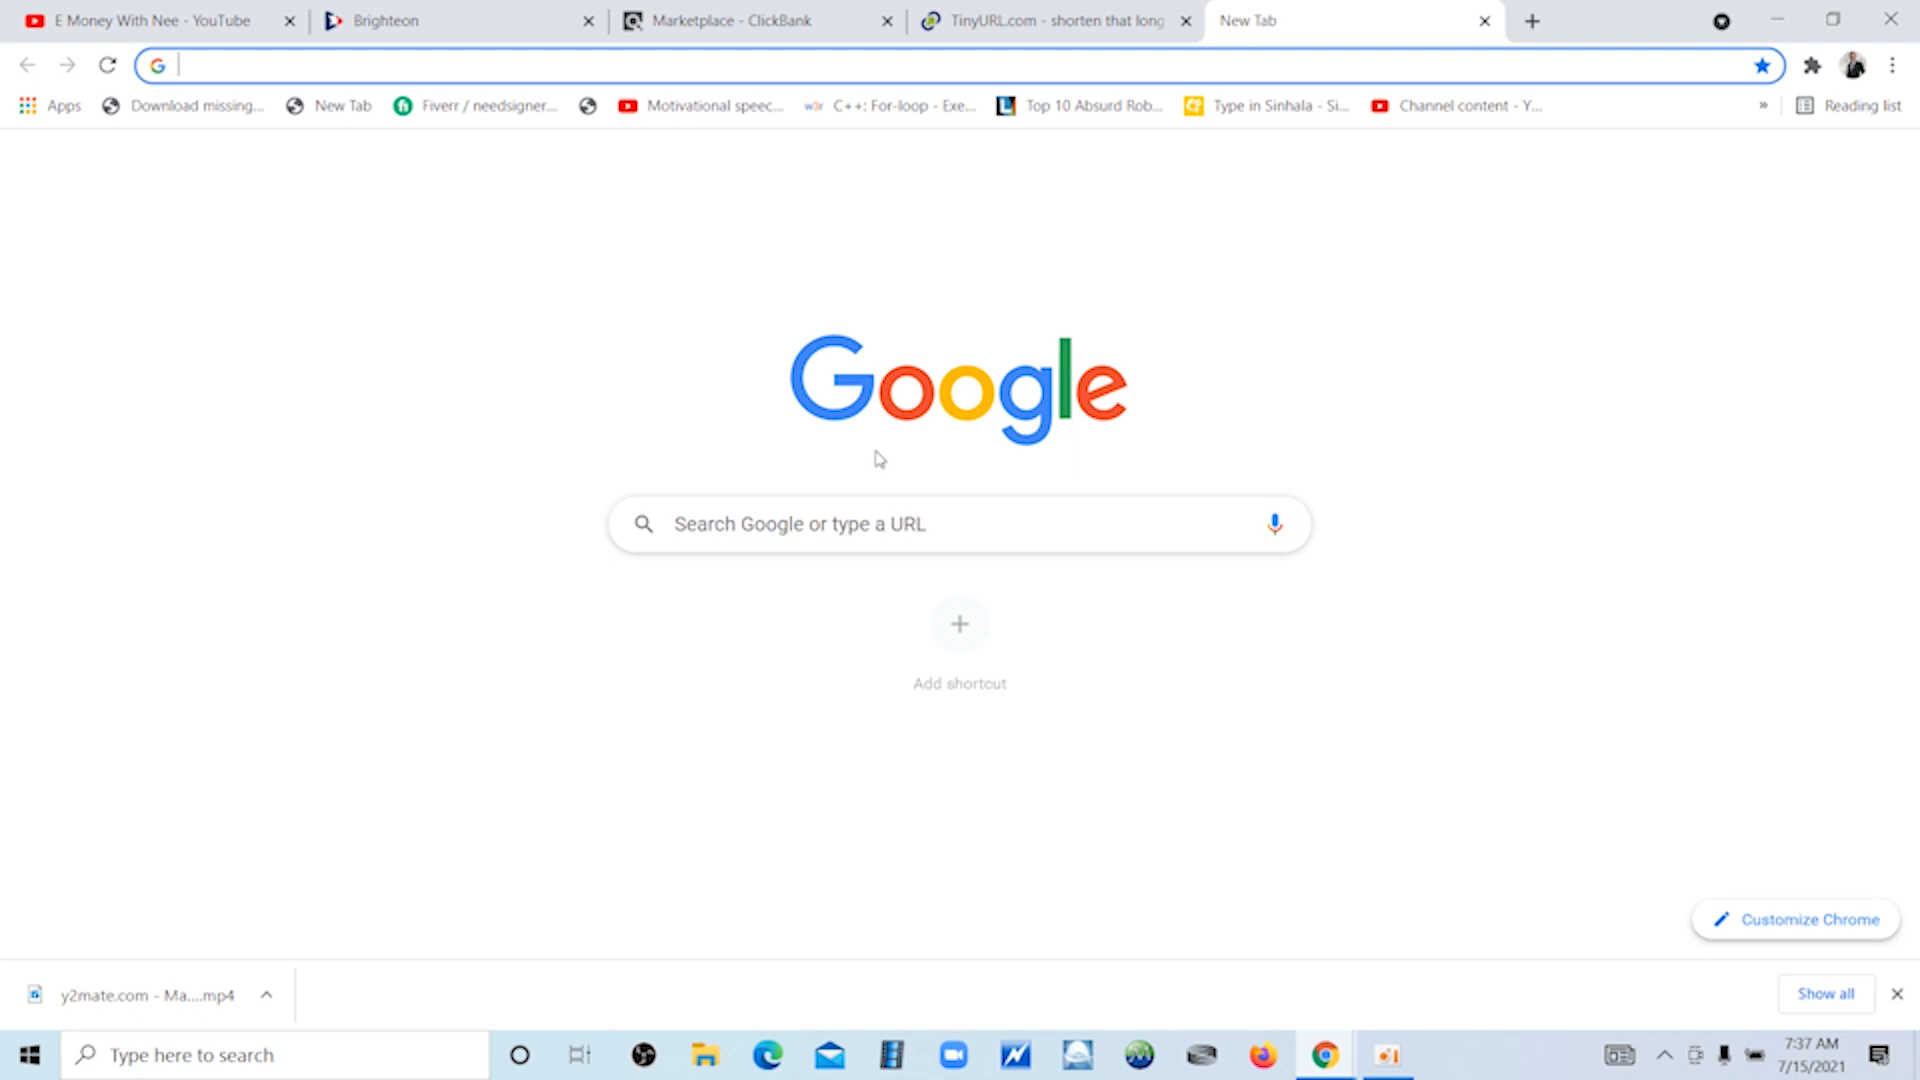 E Money With Nee - YouTube
Brighteon
Marketplace - ClickBank
TinyURL.com - shorten that long
New Tab
Apps
Download missing...
New Tab
Fiverr / needsigner...
Motivational speec...
w3r
C++: For-loop - Exe...
Top 10 Absurd Rob...
Type in Sinhala - Si...
Channel content - Y...
»
Reading list
Google
Search Google or type a URL
Add shortcut
Customize Chrome
y2mate.com - Ma....mp4
Show all
Type here to search
7:37 AM
7/15/2021